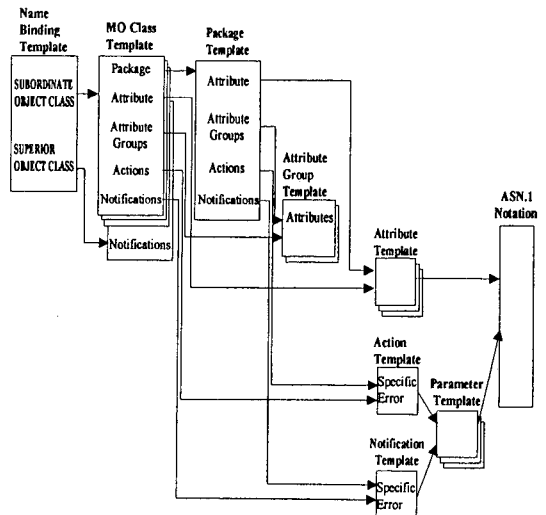 Name
Binding
Template
SUBORDINATE
OBJECT CLASS
SUPERIOR
OBJECT CLASS
MO Class
Template
Package
Attribute
Attribute
Groups
Actions
Notifications
Notifications
Package
Template
Attribute
Attribute
Groups
Actions
Notifications
Attribute
Group
Template
Attributes
Attribute
Template
ASN.1
Notation
Action
Template
Specific
Error
Parameter
Template
Notification
Template
Specific
Error